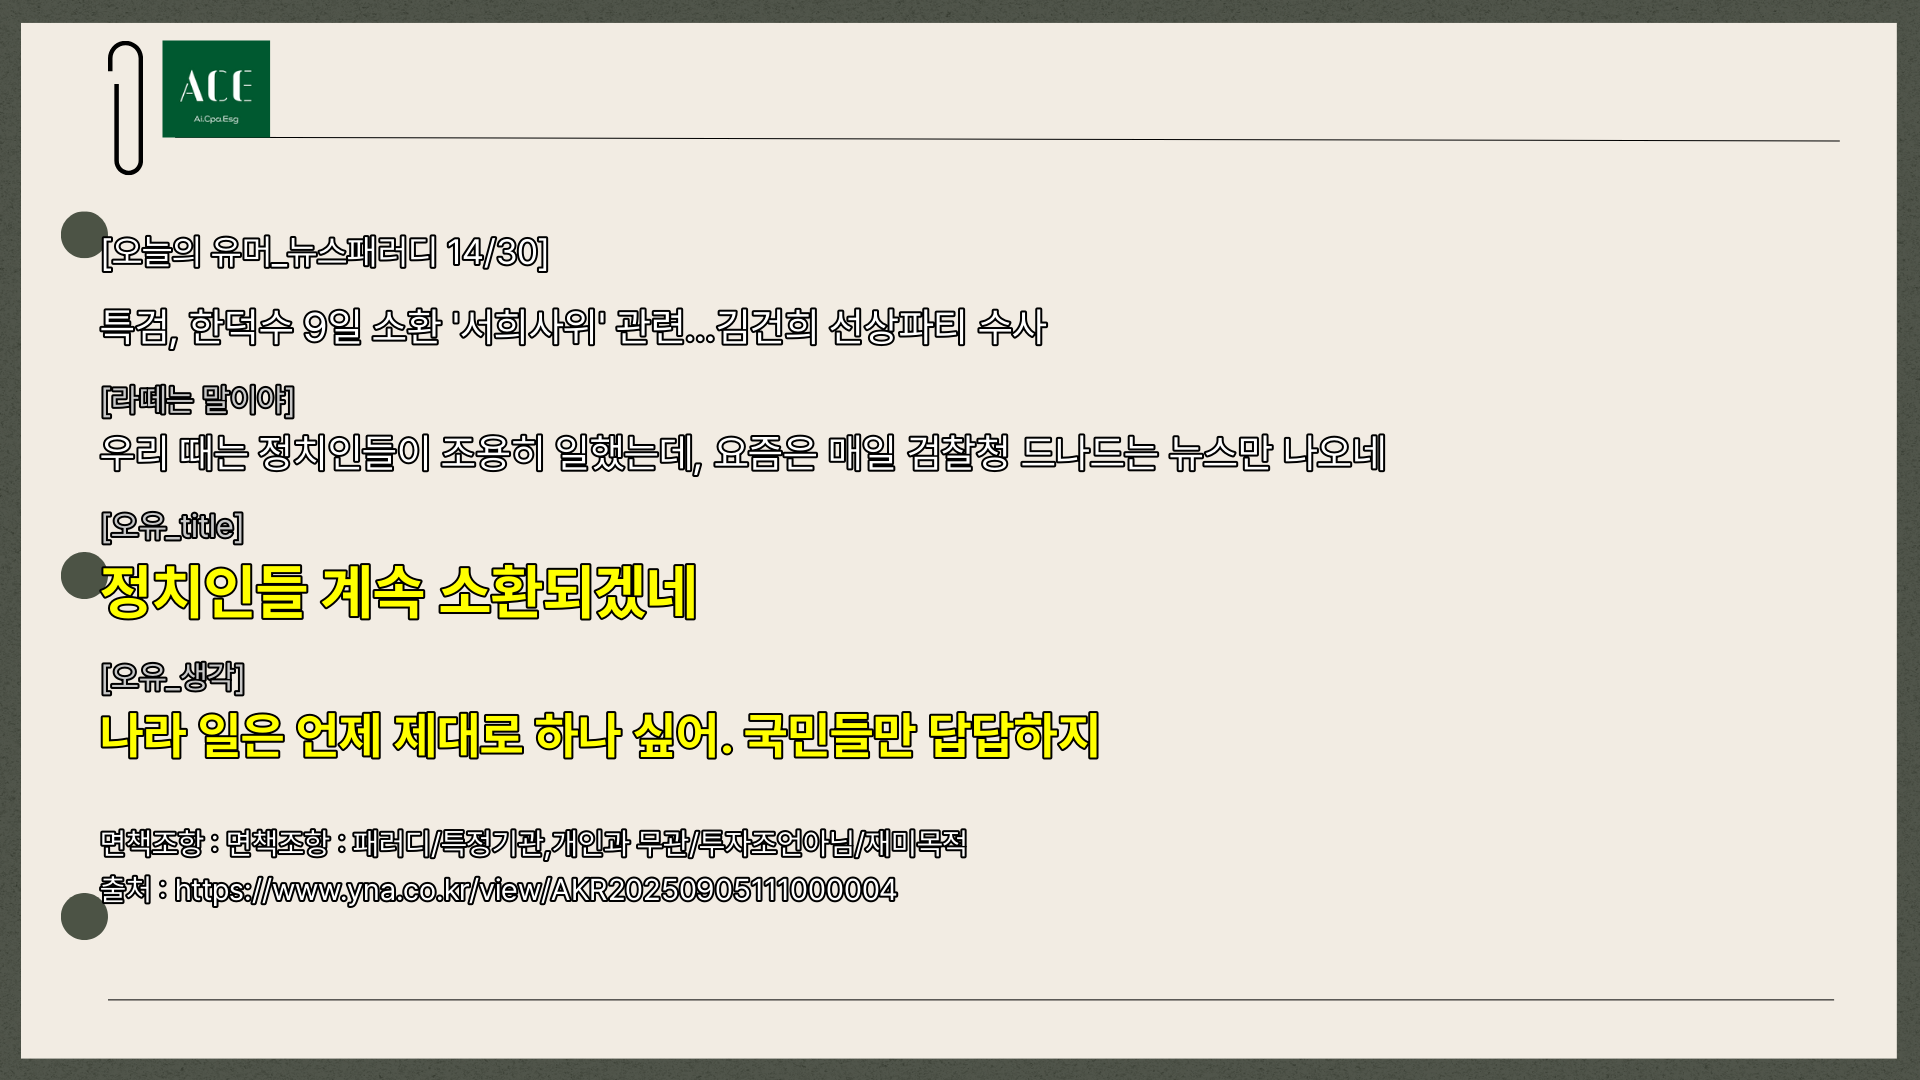 ACE
Ai.Cpa.Esg
[오늘의 유머_뉴스패러디 14/30]
특검, 한덕수 9일 소환 '서희사위' 관련...김건희 선상파티 수사
[라떼는 말이야]
우리 때는 정치인들이 조용히 일했는데, 요즘은 매일 검찰청 드나드는 뉴스만 나오네
[오유_title]
정치인들 계속 소환되겠네
[오유_생각]
나라 일은 언제 제대로 하나 싶어. 국민들만 답답하지
면책조항 : 면책조항 : 패러디/특정기관,개인과 무관/투자조언아님/재미목적
출처 : https://www.yna.co.kr/view/AKR20250905111000004